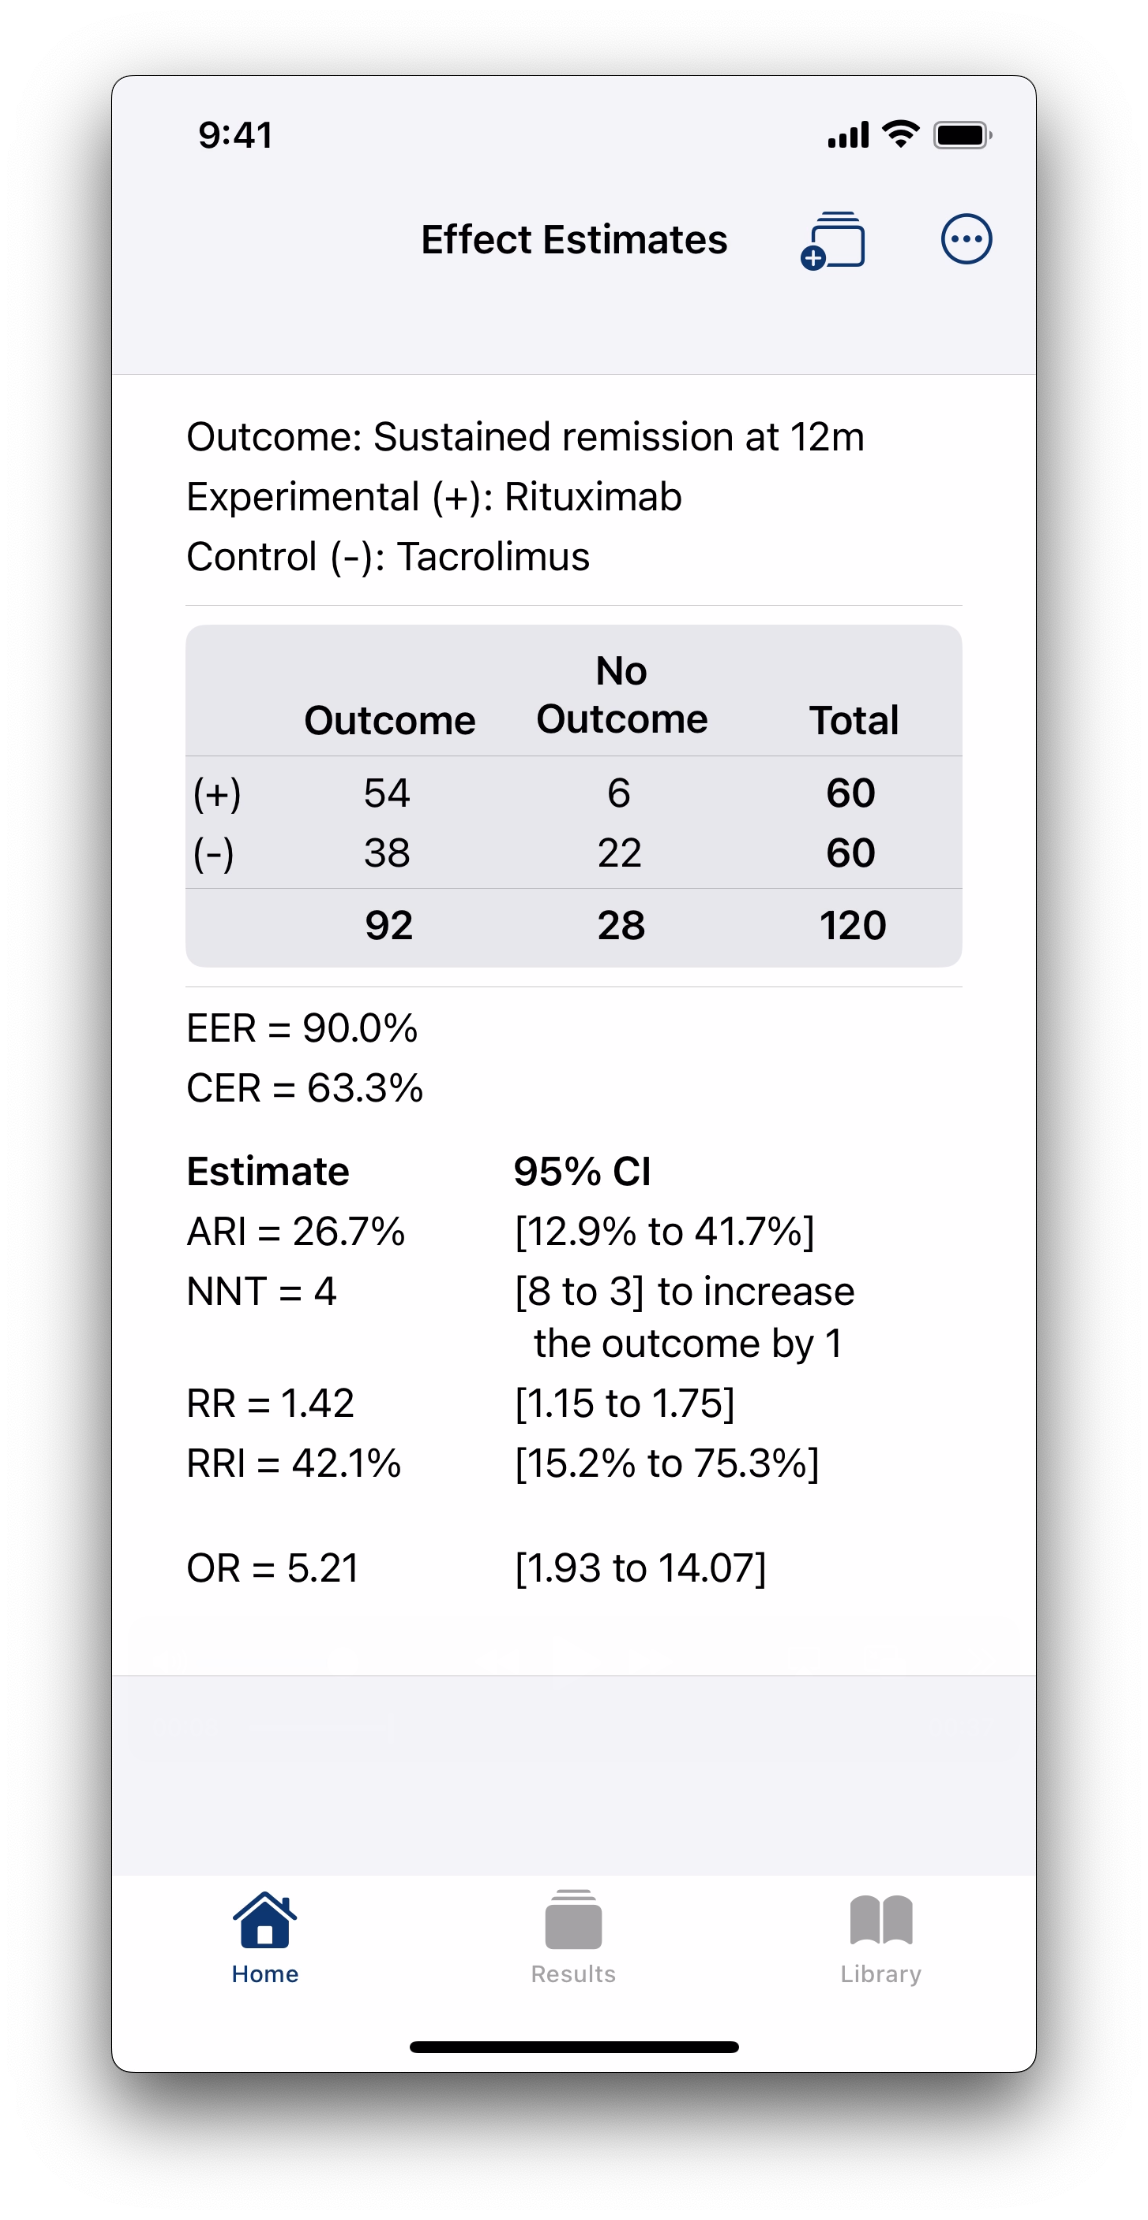 9:41
Effect Estimates
Outcome: Sustained remission at 12m
Experimental (+): Rituximab
Control (-): Tacrolimus
Outcome No Outcome Total
(+) 54 6 60
(-) 38 22 60
92 28 120
EER = 90.0%
CER = 63.3%
Estimate 95% CI
ARI = 26.7% [12.9% to 41.7%]
NNT = 4 [8 to 3] to increase
the outcome by 1
RR = 1.42 [1.15 to 1.75]
RRI = 42.1% [15.2% to 75.3%]
OR = 5.21 [1.93 to 14.07]
Home Results Library